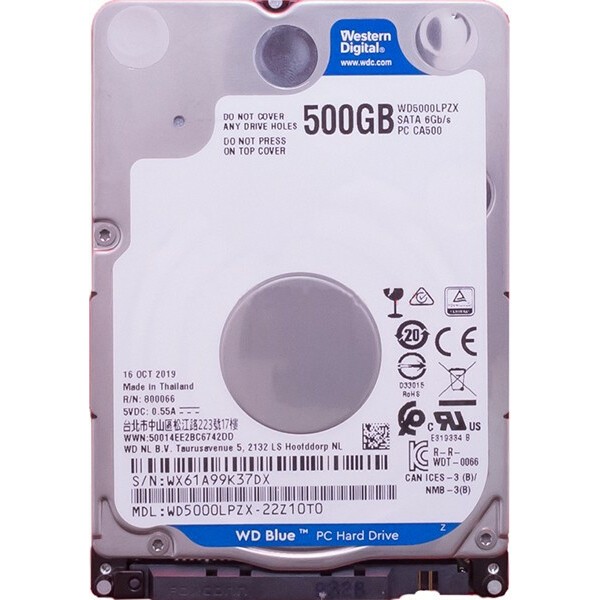 Western
Digital®
www.wdc.com
DO NOT COVER
ANY DRIVE HOLES
DO NOT PRESS
ON TOP COVER
500GB
WD5000LPZX
SATA 6Gb/s
PC CA500
16 OCT 2019
Made in Thailand
R/N: 800066
5VDC: 0.55A
台北市中山區松江路223號17樓
WWN:50014EE2BC6742DD
WD NL B.V. Taurusavenue 5, 2132 LS Hoofddorp NL
20
D33015
RoHS
c RU US
E319334 B
R-R-
WDT-0066
CAN ICES-3 (B)/
NMB-3(B)
S/N:WX61A99K37DX
MDL:WD5000LPZX-22Z10T0
WD Blue™ PC Hard Drive
Z
FOXCONN